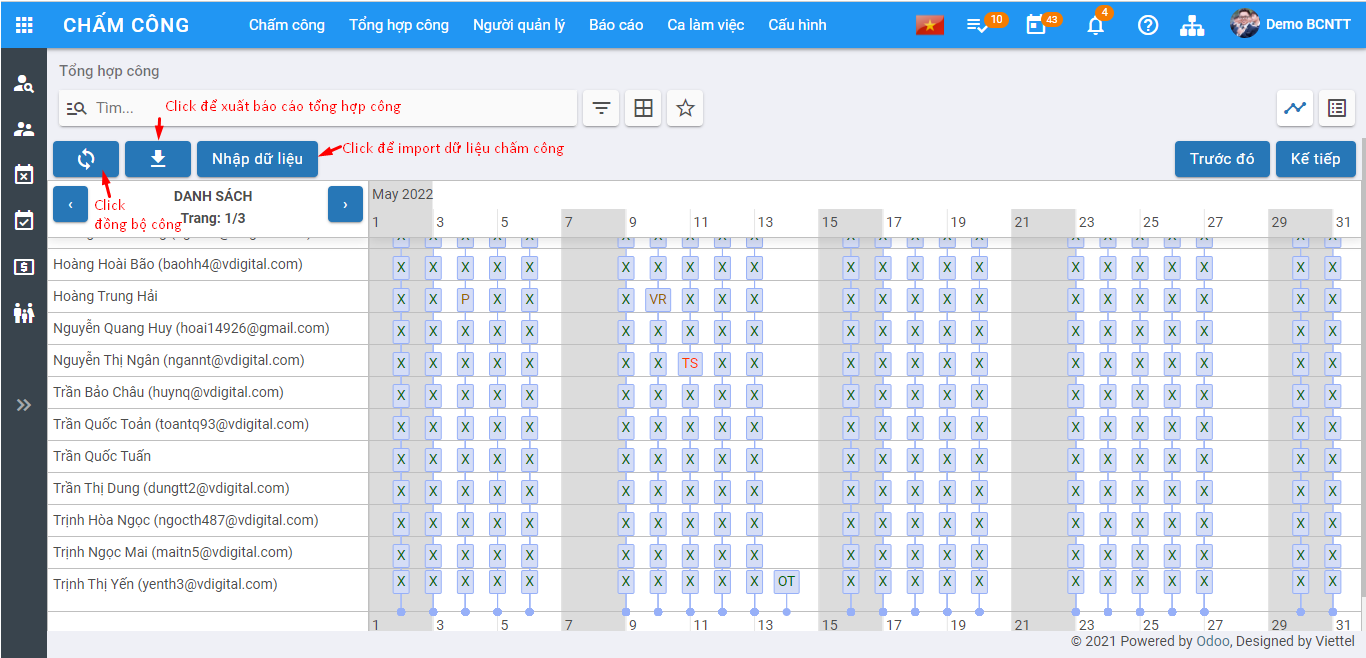 CHẤM CÔNG Chấm công Tổng hợp công Người quản lý Báo cáo Ca làm việc Cấu hình 10 43 4 Demo BCNTT
Tổng hợp công
Tìm... Click để xuất báo cáo tổng hợp công
Nhập dữ liệu Click để import dữ liệu chấm công Trước đó Kế tiếp
‹ DANH SÁCH › May 2022
Click
đồng bộ công
Trang: 1/3
1 3 5 7 9 11 13 15 17 19 21 23 25 27 29 31
Hoàng Hoài Bão (baohh4@vdigital.com) X X X X X X X X X X X X X X X X X X X X X
Hoàng Trung Hải X X P X X X VR X X X X X X X X X X X X X X X
Nguyễn Quang Huy (hoai14926@gmail.com) X X X X X X X X X X X X X X X X X X X X X X
Nguyễn Thị Ngân (ngannt@vdigital.com) X X X X X X X TS X X X X X X X X X X X X X X
Trần Bảo Châu (huynq@vdigital.com) X X X X X X X X X X X X X X X X X X X X X X
Trần Quốc Toản (toantq93@vdigital.com) X X X X X X X X X X X X X X X X X X X X X X
Trần Quốc Tuấn X X X X X X X X X X X X X X X X X X X X X X
Trần Thị Dung (dungtt2@vdigital.com) X X X X X X X X X X X X X X X X X X X X X X
Trịnh Hòa Ngọc (ngocth487@vdigital.com) X X X X X X X X X X X X X X X X X X X X X X
Trịnh Ngọc Mai (maitn5@vdigital.com) X X X X X X X X X X X X X X X X X X X X X X
Trịnh Thị Yến (yenth3@vdigital.com) X X X X X X X X X X OT X X X X X X X X X X X X
1 3 5 7 9 11 13 15 17 19 21 23 25 27 29 31
© 2021 Powered by Odoo, Designed by Viettel